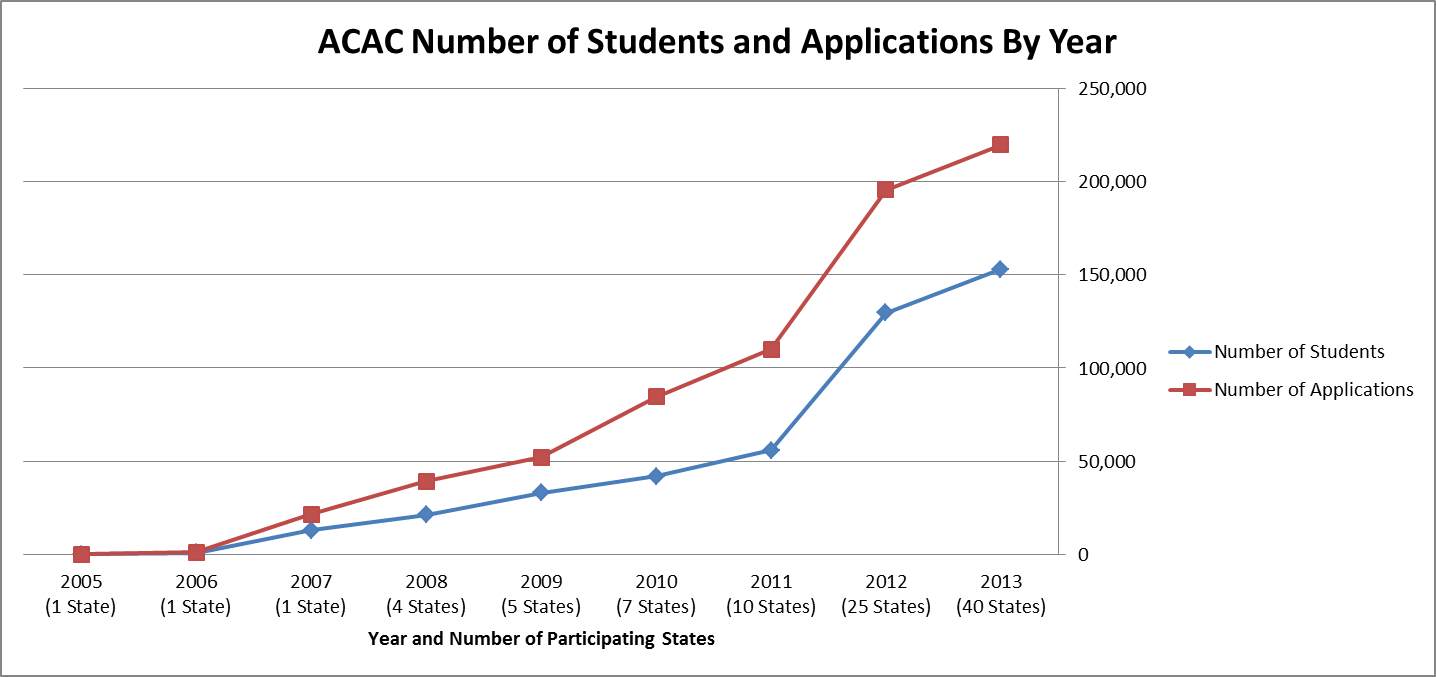 ACAC Number of Students and Applications By Year
250,000
200,000
150,000
100,000
50,000
0
Number of Students
Number of Applications
2005 2006 2007 2008 2009 2010 2011 2012 2013
(1 State) (1 State) (1 State) (4 States) (5 States) (7 States) (10 States) (25 States) (40 States)
Year and Number of Participating States